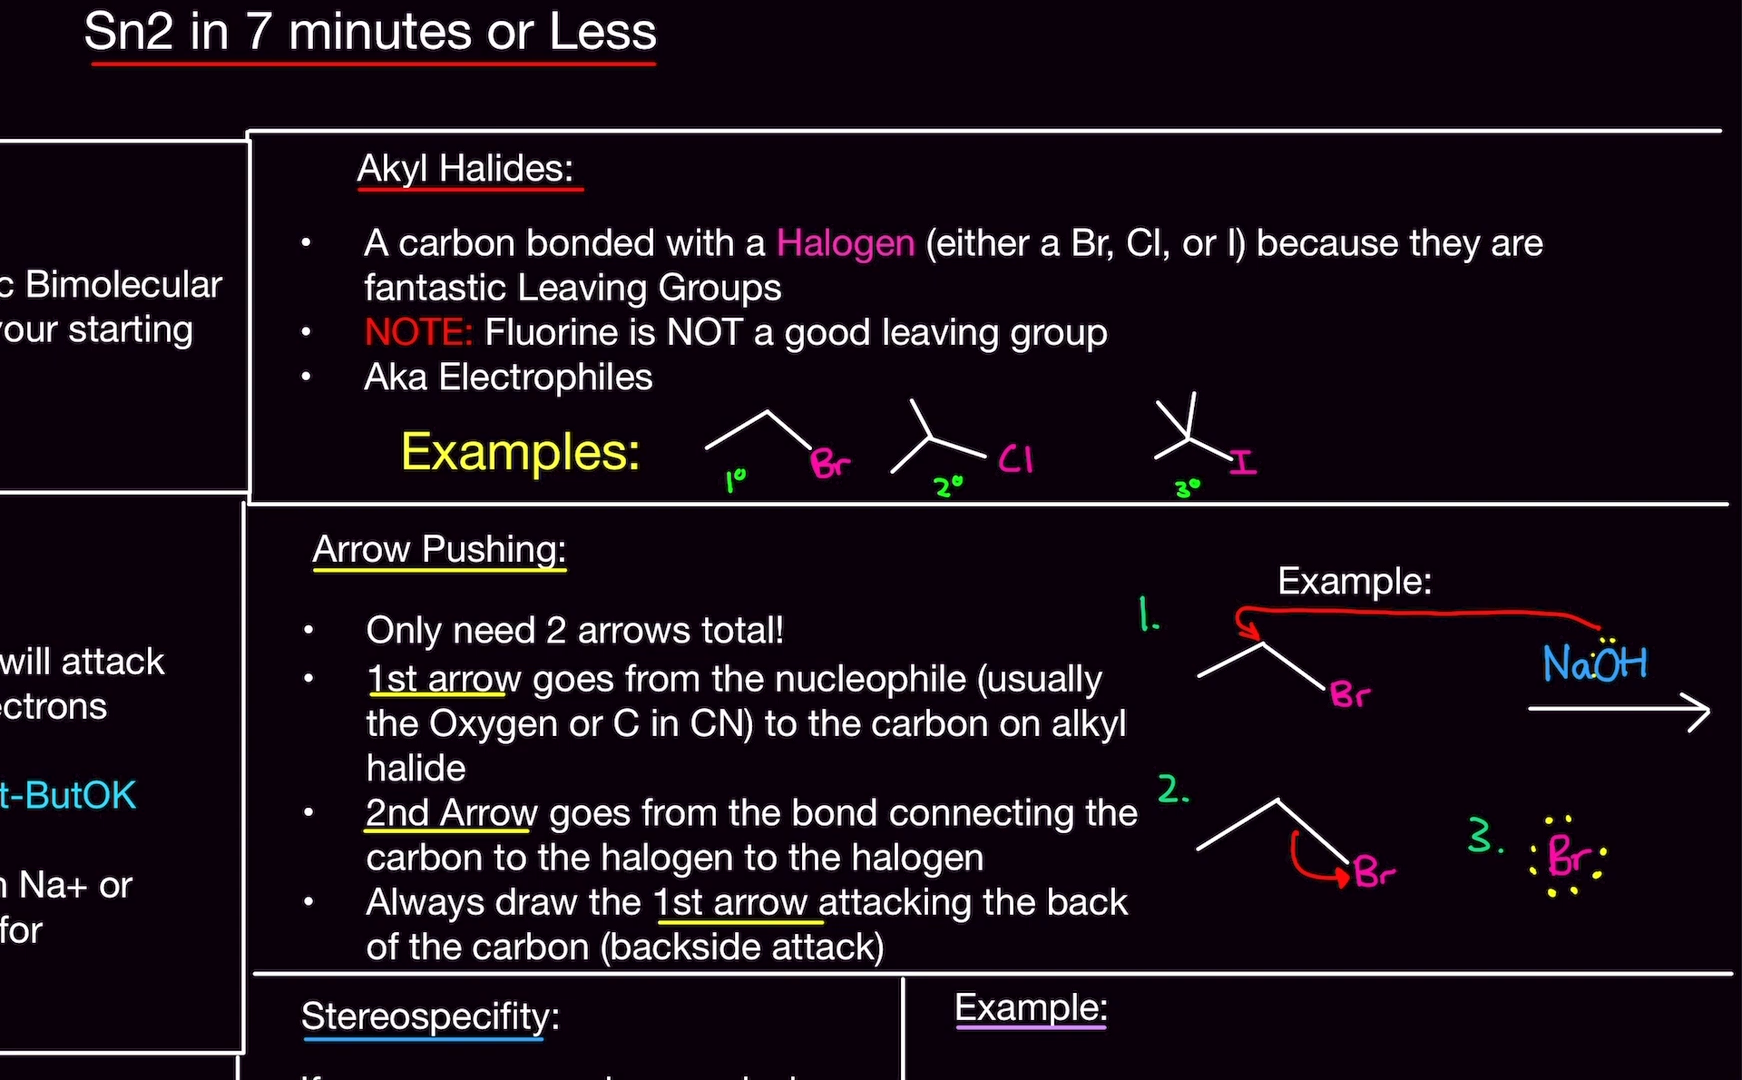 Sn2 in 7 minutes or Less
c Bimolecular
your starting
Akyl Halides:
• A carbon bonded with a Halogen (either a Br, Cl, or I) because they are
fantastic Leaving Groups
• NOTE: Fluorine is NOT a good leaving group
• Aka Electrophiles
Examples:
Br
1°
Cl
2°
I
3°
will attack
ectrons
t-ButOK
n Na+ or
for
Arrow Pushing:
• Only need 2 arrows total!
• 1st arrow goes from the nucleophile (usually
the Oxygen or C in CN) to the carbon on alkyl
halide
• 2nd Arrow goes from the bond connecting the
carbon to the halogen to the halogen
• Always draw the 1st arrow attacking the back
of the carbon (backside attack)
Example:
1.
Br
NaOH
2.
Br
3.
Br
Stereospecifity:
Example: